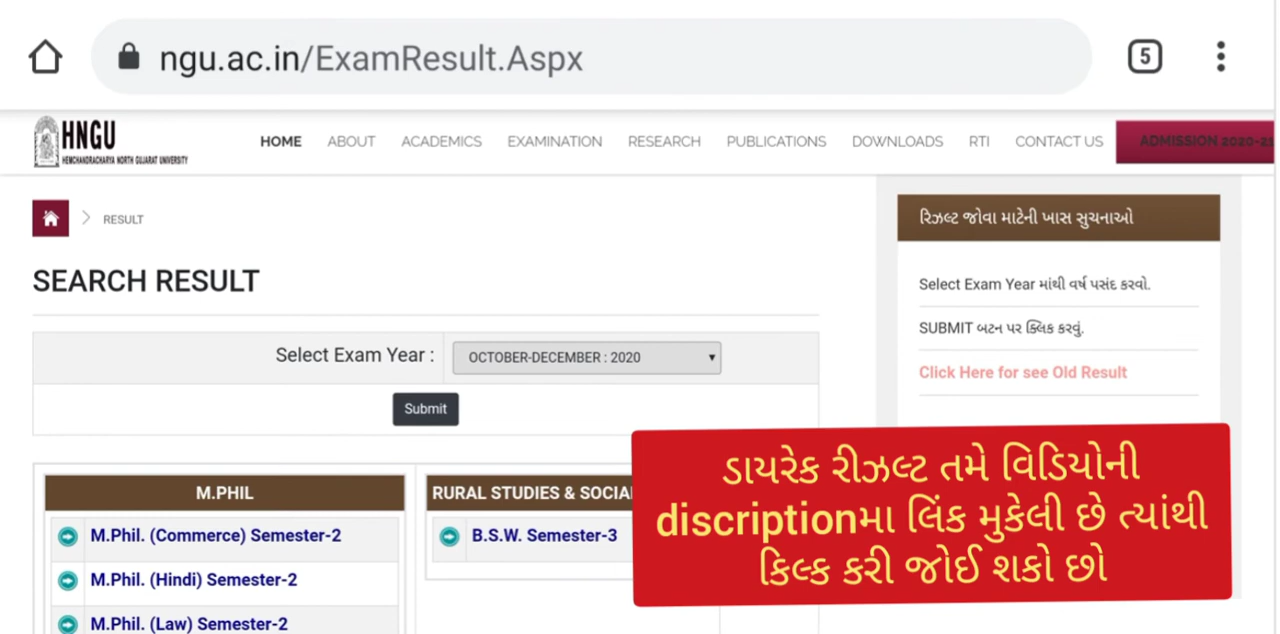 ngu.ac.in/ExamResult.Aspx
5
HNGU
HEMCHANDRACHARYA NORTH GUJARAT UNIVERSITY
HOME ABOUT ACADEMICS EXAMINATION RESEARCH PUBLICATIONS DOWNLOADS RTI CONTACT US ADMISSION 2020-21
RESULT
SEARCH RESULT
Select Exam Year :
OCTOBER-DECEMBER : 2020
Submit
રિઝલ્ટ જોવા માટેની ખાસ સુચનાઓ
Select Exam Year માંથી વર્ષ પસંદ કરવો.
SUBMIT બટન પર ક્લિક કરવું.
Click Here for see Old Result
M.PHIL
M.Phil. (Commerce) Semester-2
M.Phil. (Hindi) Semester-2
M.Phil. (Law) Semester-2
RURAL STUDIES & SOCIA
B.S.W. Semester-3
ડાયરેક રીઝલ્ટ તમે વિડિયોની
discriptionમા લિંક મુકેલી છે ત્યાંથી
કિલ્ક કરી જોઈ શકો છો